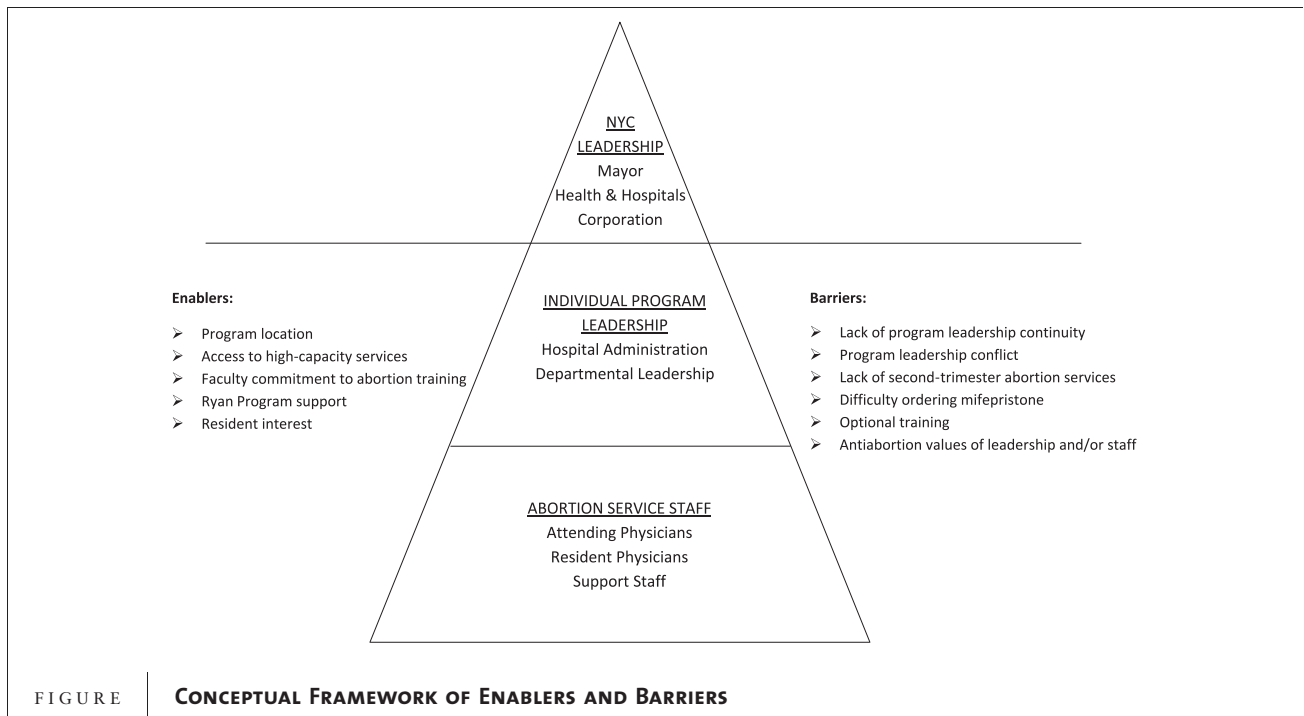 NYC
LEADERSHIP
Mayor
Health & Hospitals
Corporation
Enablers:
➢ Program location
➢ Access to high-capacity services
➢ Faculty commitment to abortion training
➢ Ryan Program support
➢ Resident interest
INDIVIDUAL PROGRAM
LEADERSHIP
Hospital Administration
Departmental Leadership
Barriers:
➢ Lack of program leadership continuity
➢ Program leadership conflict
➢ Lack of second-trimester abortion services
➢ Difficulty ordering mifepristone
➢ Optional training
➢ Antiabortion values of leadership and/or staff
ABORTION SERVICE STAFF
Attending Physicians
Resident Physicians
Support Staff
FIGURE CONCEPTUAL FRAMEWORK OF ENABLERS AND BARRIERS